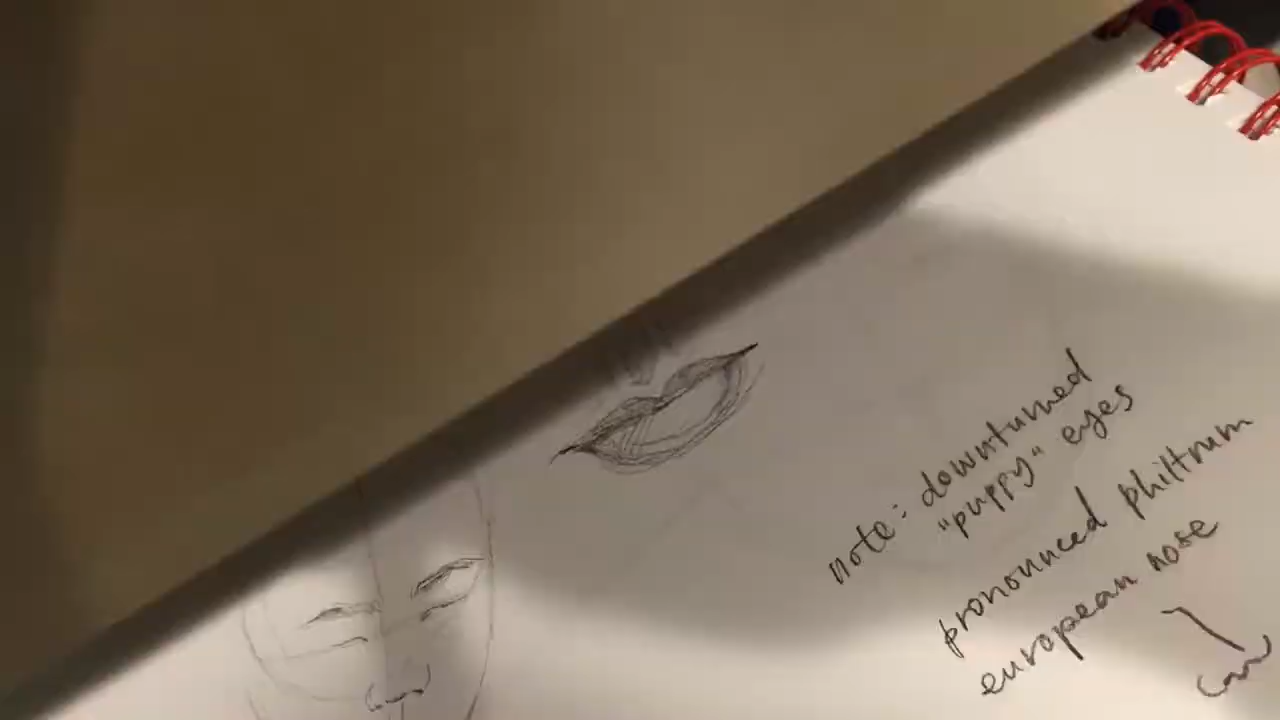 note: downturned
"puppy" eyes
pronounced philtrum
european nose